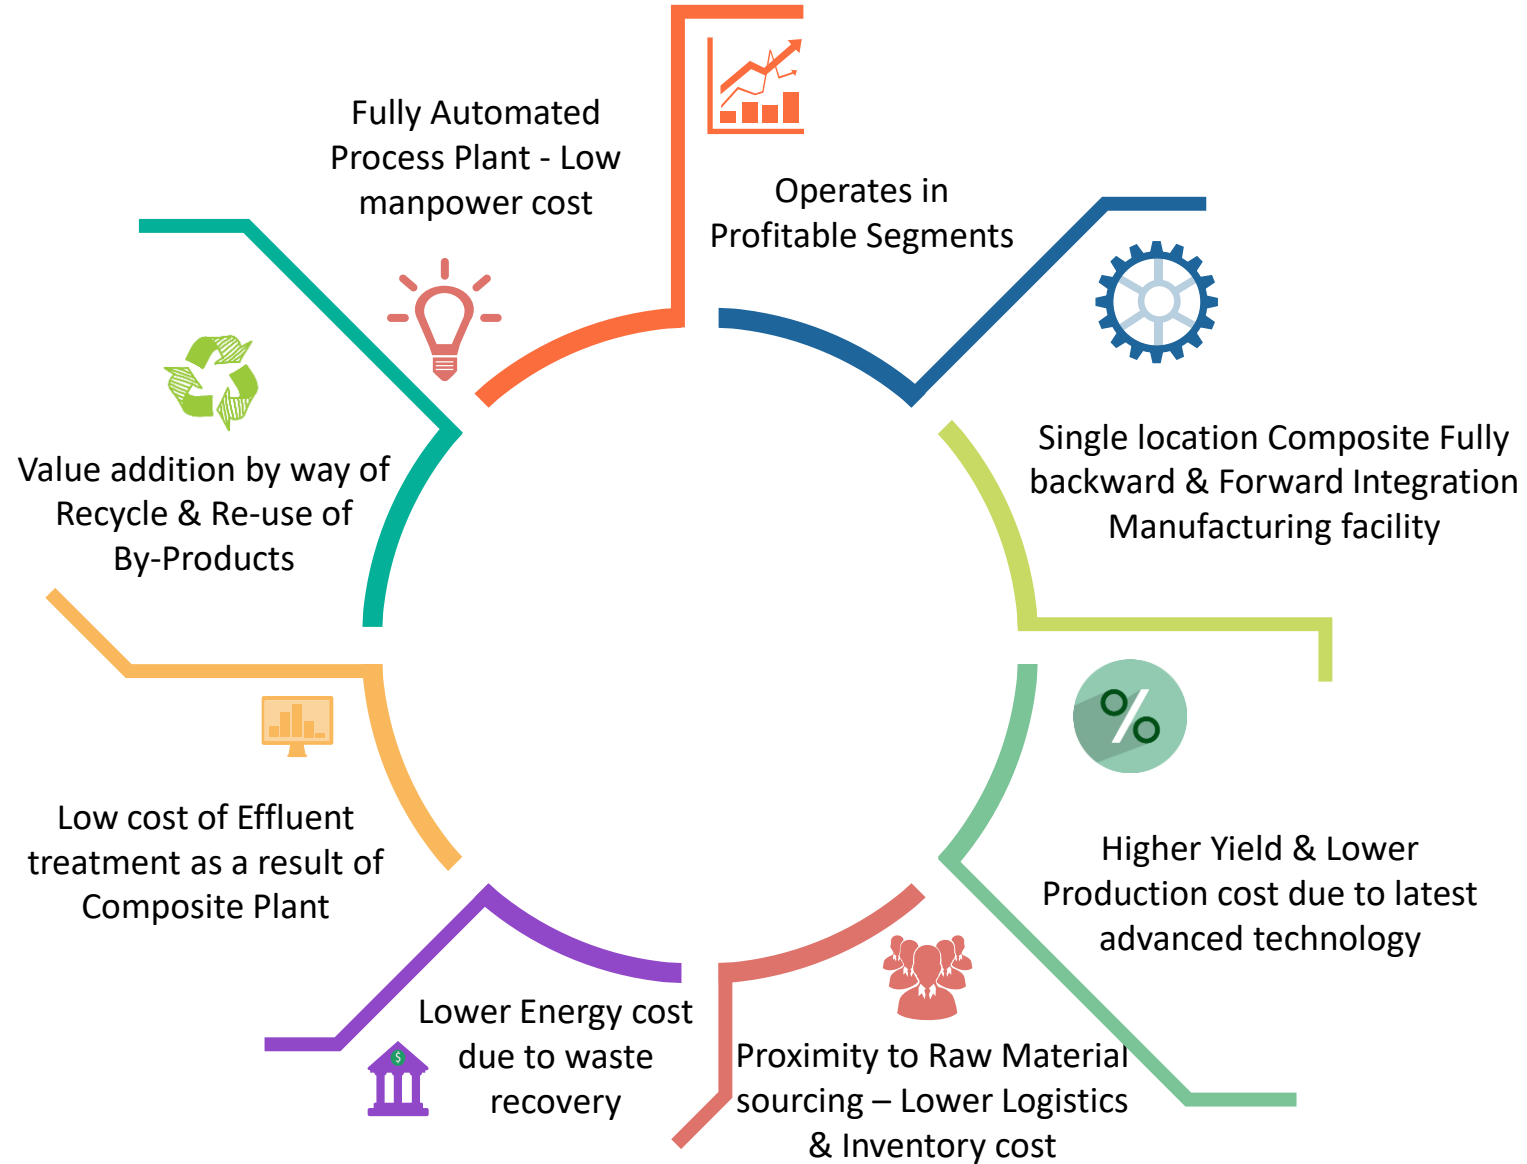 Fully Automated
Process Plant - Low
manpower cost
Operates in
Profitable Segments
Single location Composite Fully
backward & Forward Integration
Manufacturing facility
Value addition by way of
Recycle & Re-use of
By-Products
%
Low cost of Effluent
treatment as a result of
Composite Plant
Higher Yield & Lower
Production cost due to latest
advanced technology
Lower Energy cost
due to waste
recovery
$
Proximity to Raw Material
sourcing – Lower Logistics
& Inventory cost